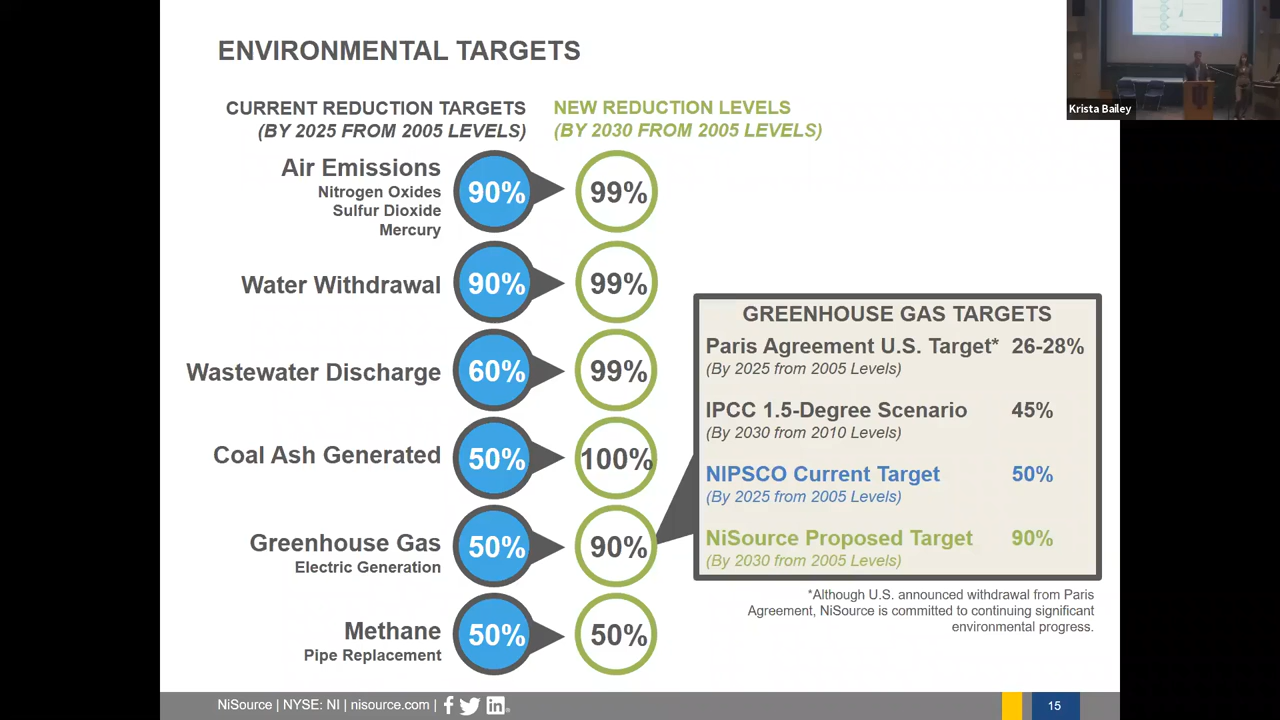 ENVIRONMENTAL TARGETS
Krista Bailey
CURRENT REDUCTION TARGETS
(BY 2025 FROM 2005 LEVELS)
NEW REDUCTION LEVELS
(BY 2030 FROM 2005 LEVELS)
Air Emissions
Nitrogen Oxides
Sulfur Dioxide
Mercury
90%
99%
Water Withdrawal
90%
99%
Wastewater Discharge
60%
99%
Coal Ash Generated
50%
100%
Greenhouse Gas
Electric Generation
50%
90%
Methane
Pipe Replacement
50%
50%
GREENHOUSE GAS TARGETS
Paris Agreement U.S. Target* 26-28%
(By 2025 from 2005 Levels)
IPCC 1.5-Degree Scenario 45%
(By 2030 from 2010 Levels)
NIPSCO Current Target 50%
(By 2025 from 2005 Levels)
NiSource Proposed Target 90%
(By 2030 from 2005 Levels)
*Although U.S. announced withdrawal from Paris
Agreement, NiSource is committed to continuing significant
environmental progress.
NiSource | NYSE: NI | nisource.com |
15